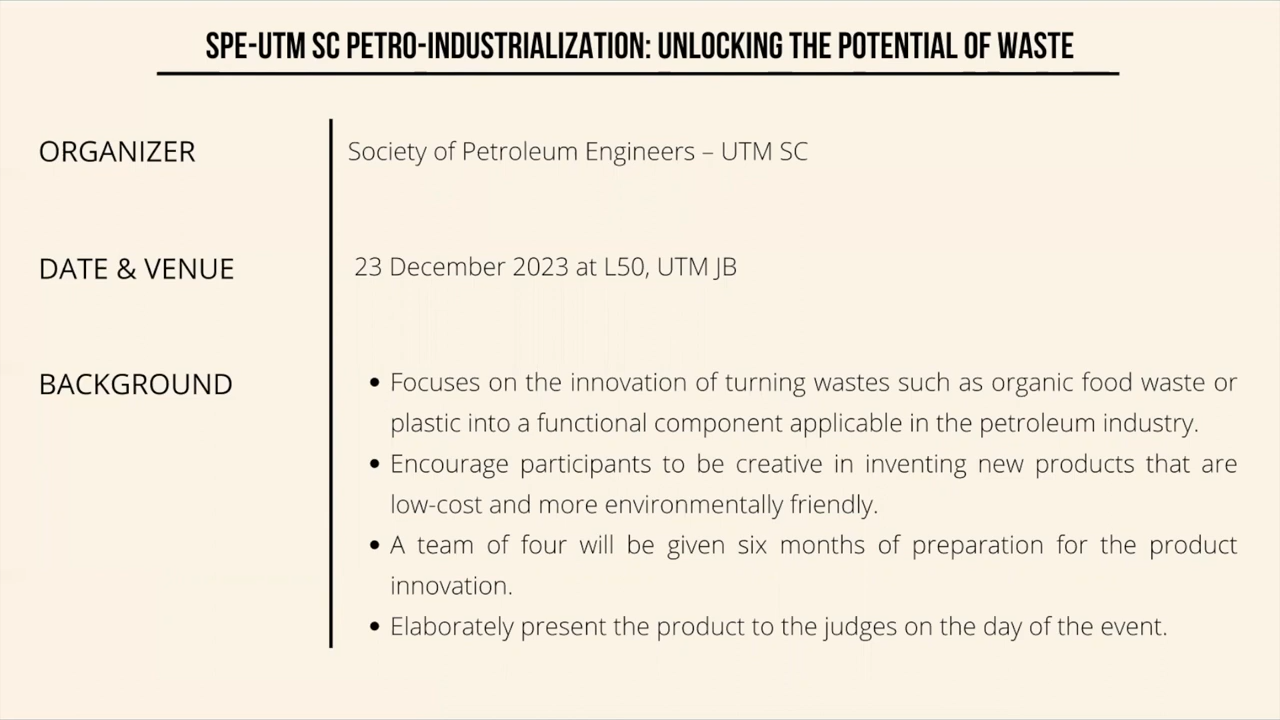 SPE-UTM SC PETRO-INDUSTRIALIZATION: UNLOCKING THE POTENTIAL OF WASTE
ORGANIZER
Society of Petroleum Engineers – UTM SC
DATE & VENUE
23 December 2023 at L50, UTM JB
BACKGROUND
• Focuses on the innovation of turning wastes such as organic food waste or
plastic into a functional component applicable in the petroleum industry.
• Encourage participants to be creative in inventing new products that are
low-cost and more environmentally friendly.
• A team of four will be given six months of preparation for the product
innovation.
• Elaborately present the product to the judges on the day of the event.